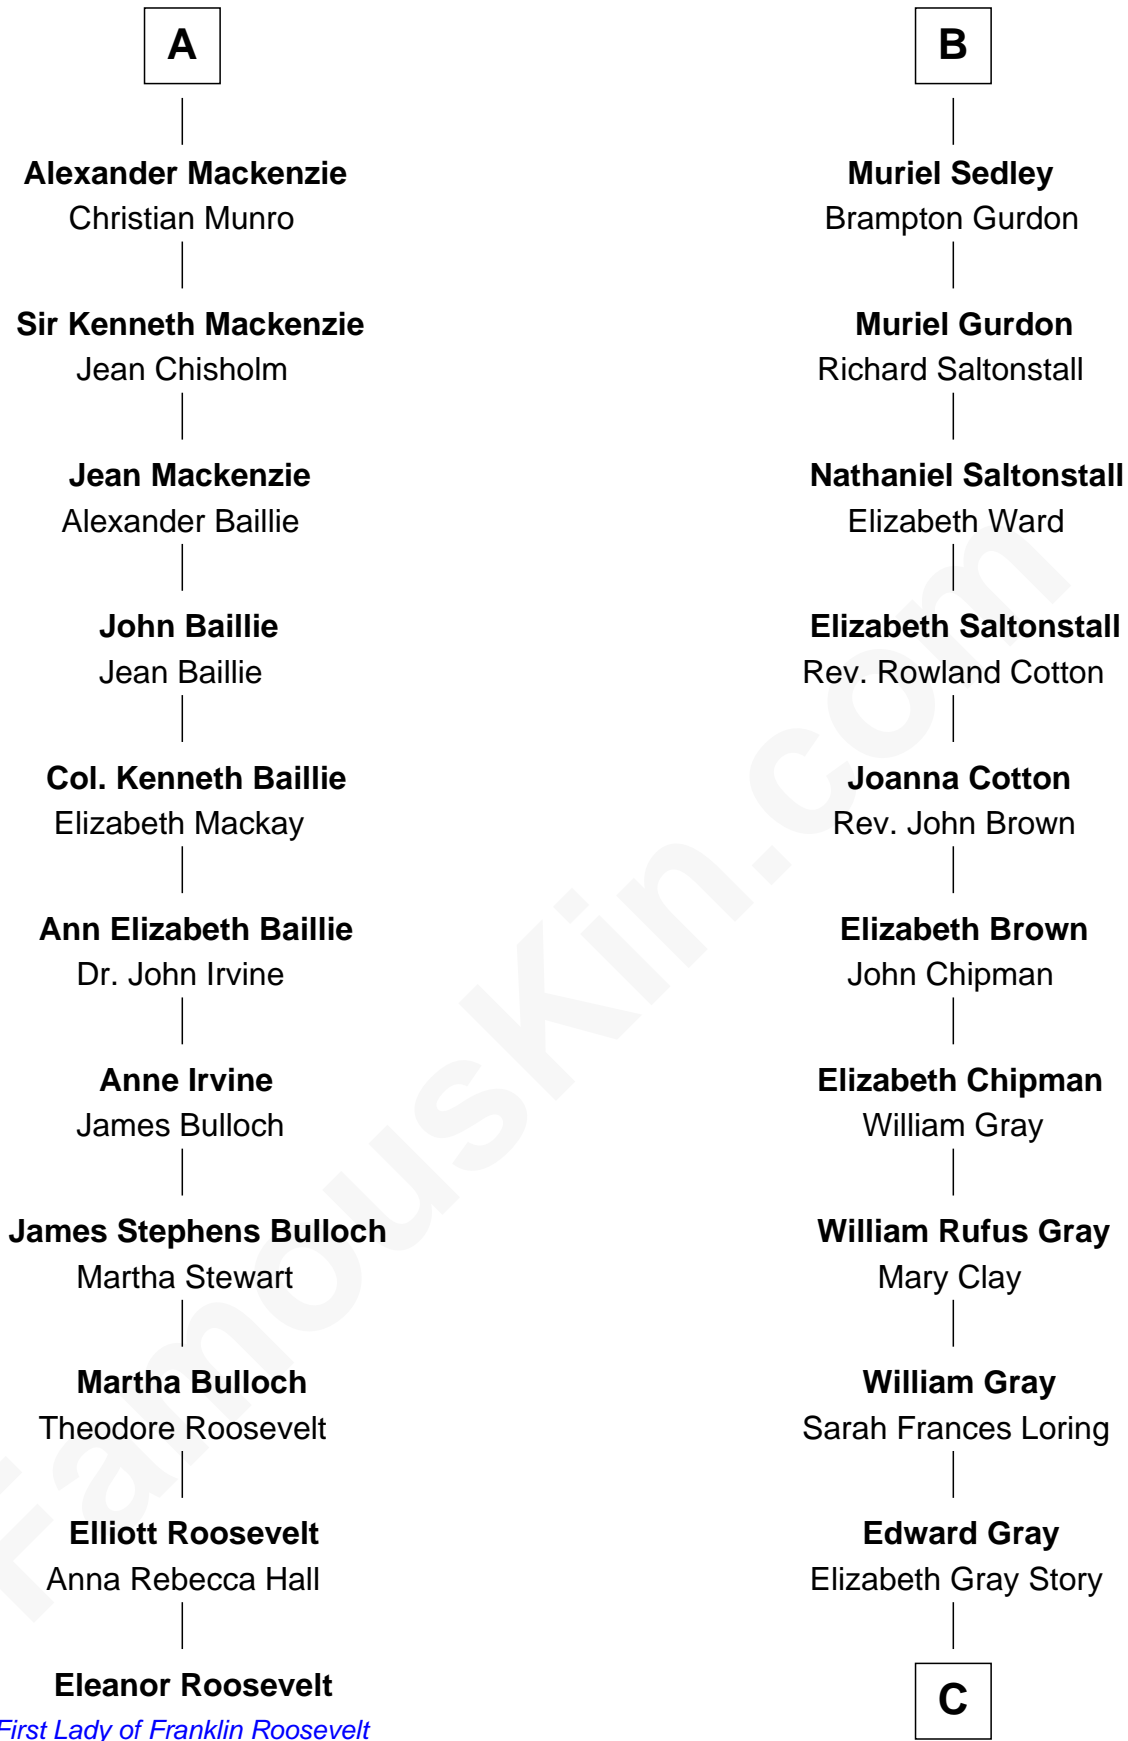 A
Alexander Mackenzie
Christian Munro
Sir Kenneth Mackenzie
Jean Chisholm
Jean Mackenzie
Alexander Baillie
John Baillie
Jean Baillie
Col. Kenneth Baillie
Elizabeth Mackay
Ann Elizabeth Baillie
Dr. John Irvine
Anne Irvine
James Bulloch
James Stephens Bulloch
Martha Stewart
Martha Bulloch
Theodore Roosevelt
Elliott Roosevelt
Anna Rebecca Hall
Eleanor Roosevelt
First Lady of Franklin Roosevelt
B
Muriel Sedley
Brampton Gurdon
Muriel Gurdon
Richard Saltonstall
Nathaniel Saltonstall
Elizabeth Ward
Elizabeth Saltonstall
Rev. Rowland Cotton
Joanna Cotton
Rev. John Brown
Elizabeth Brown
John Chipman
Elizabeth Chipman
William Gray
William Rufus Gray
Mary Clay
William Gray
Sarah Frances Loring
Edward Gray
Elizabeth Gray Story
C
FamousKin.com